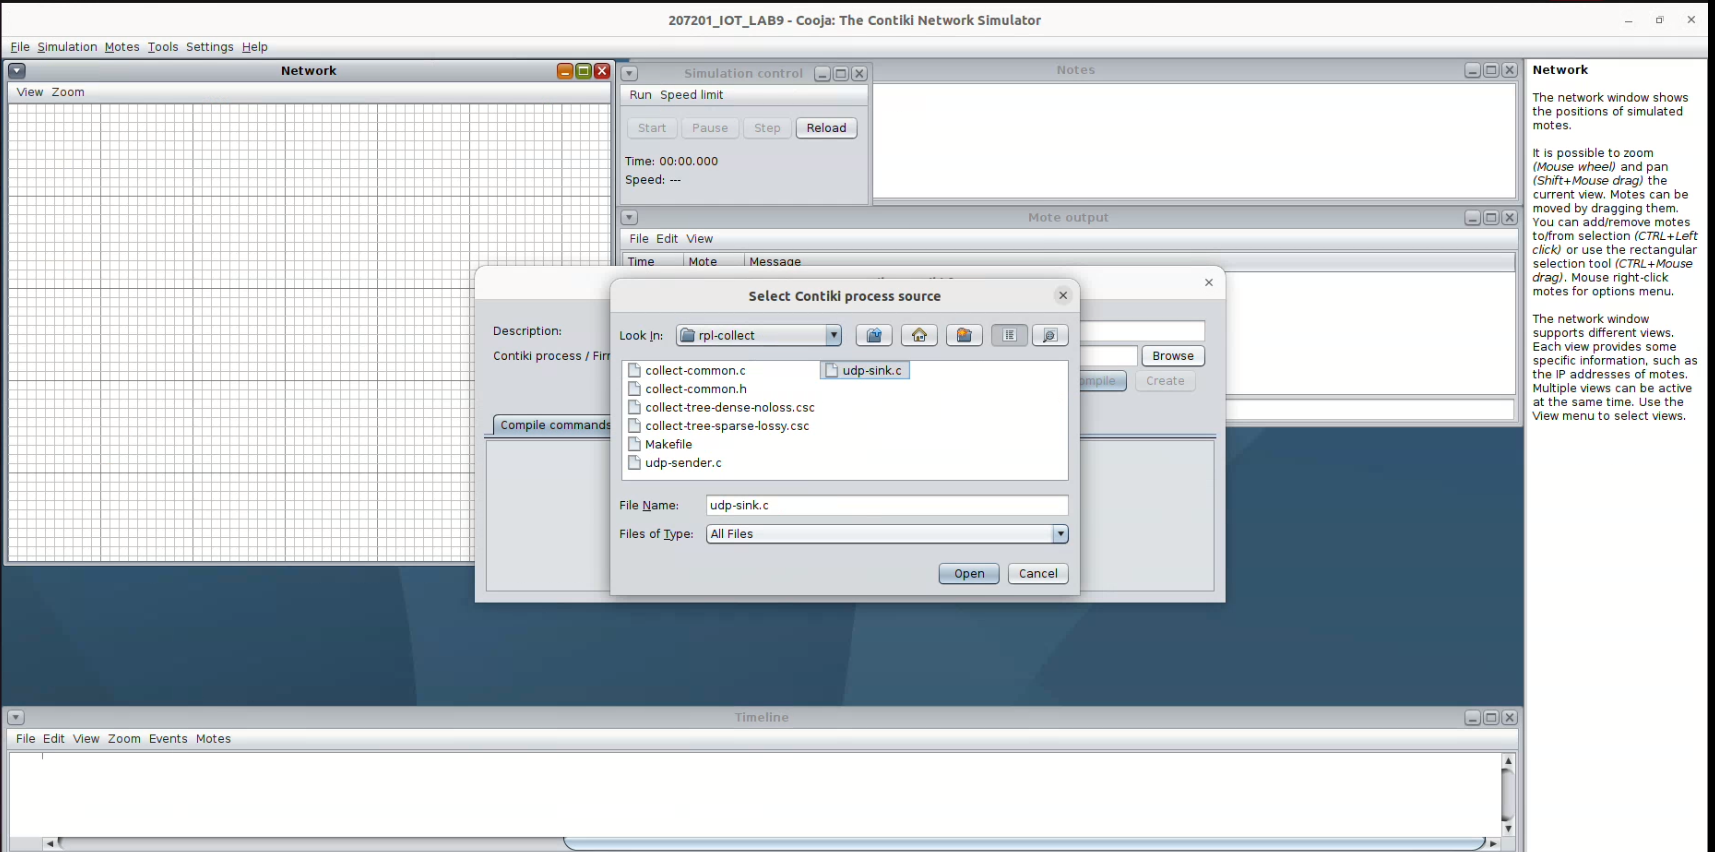 207201_IOT_LAB9 - Cooja: The Contiki Network Simulator
File Simulation Motes Tools Settings Help
Network
View Zoom
Simulation control
Run Speed limit
Start Pause Step Reload
Time: 00:00.000
Speed: ---
Notes
Mote output
File Edit View
Time Mote Message
Description:
Contiki process / Fir
Browse
Create
Compile commands
Select Contiki process source
Look In: rpl-collect
collect-common.c
collect-common.h
collect-tree-dense-noloss.csc
collect-tree-sparse-lossy.csc
Makefile
udp-sender.c
udp-sink.c
File Name: udp-sink.c
Files of Type: All Files
Open Cancel
Timeline
File Edit View Zoom Events Motes
Network
The network window shows
the positions of simulated
motes.
It is possible to zoom
(Mouse wheel) and pan
(Shift+Mouse drag) the
current view. Motes can be
moved by dragging them.
You can add/remove motes
to/from selection (CTRL+Left
click) or use the rectangular
selection tool (CTRL+Mouse
drag). Mouse right-click
motes for options menu.
The network window
supports different views.
Each view provides some
specific information, such as
the IP addresses of motes.
Multiple views can be active
at the same time. Use the
View menu to select views.